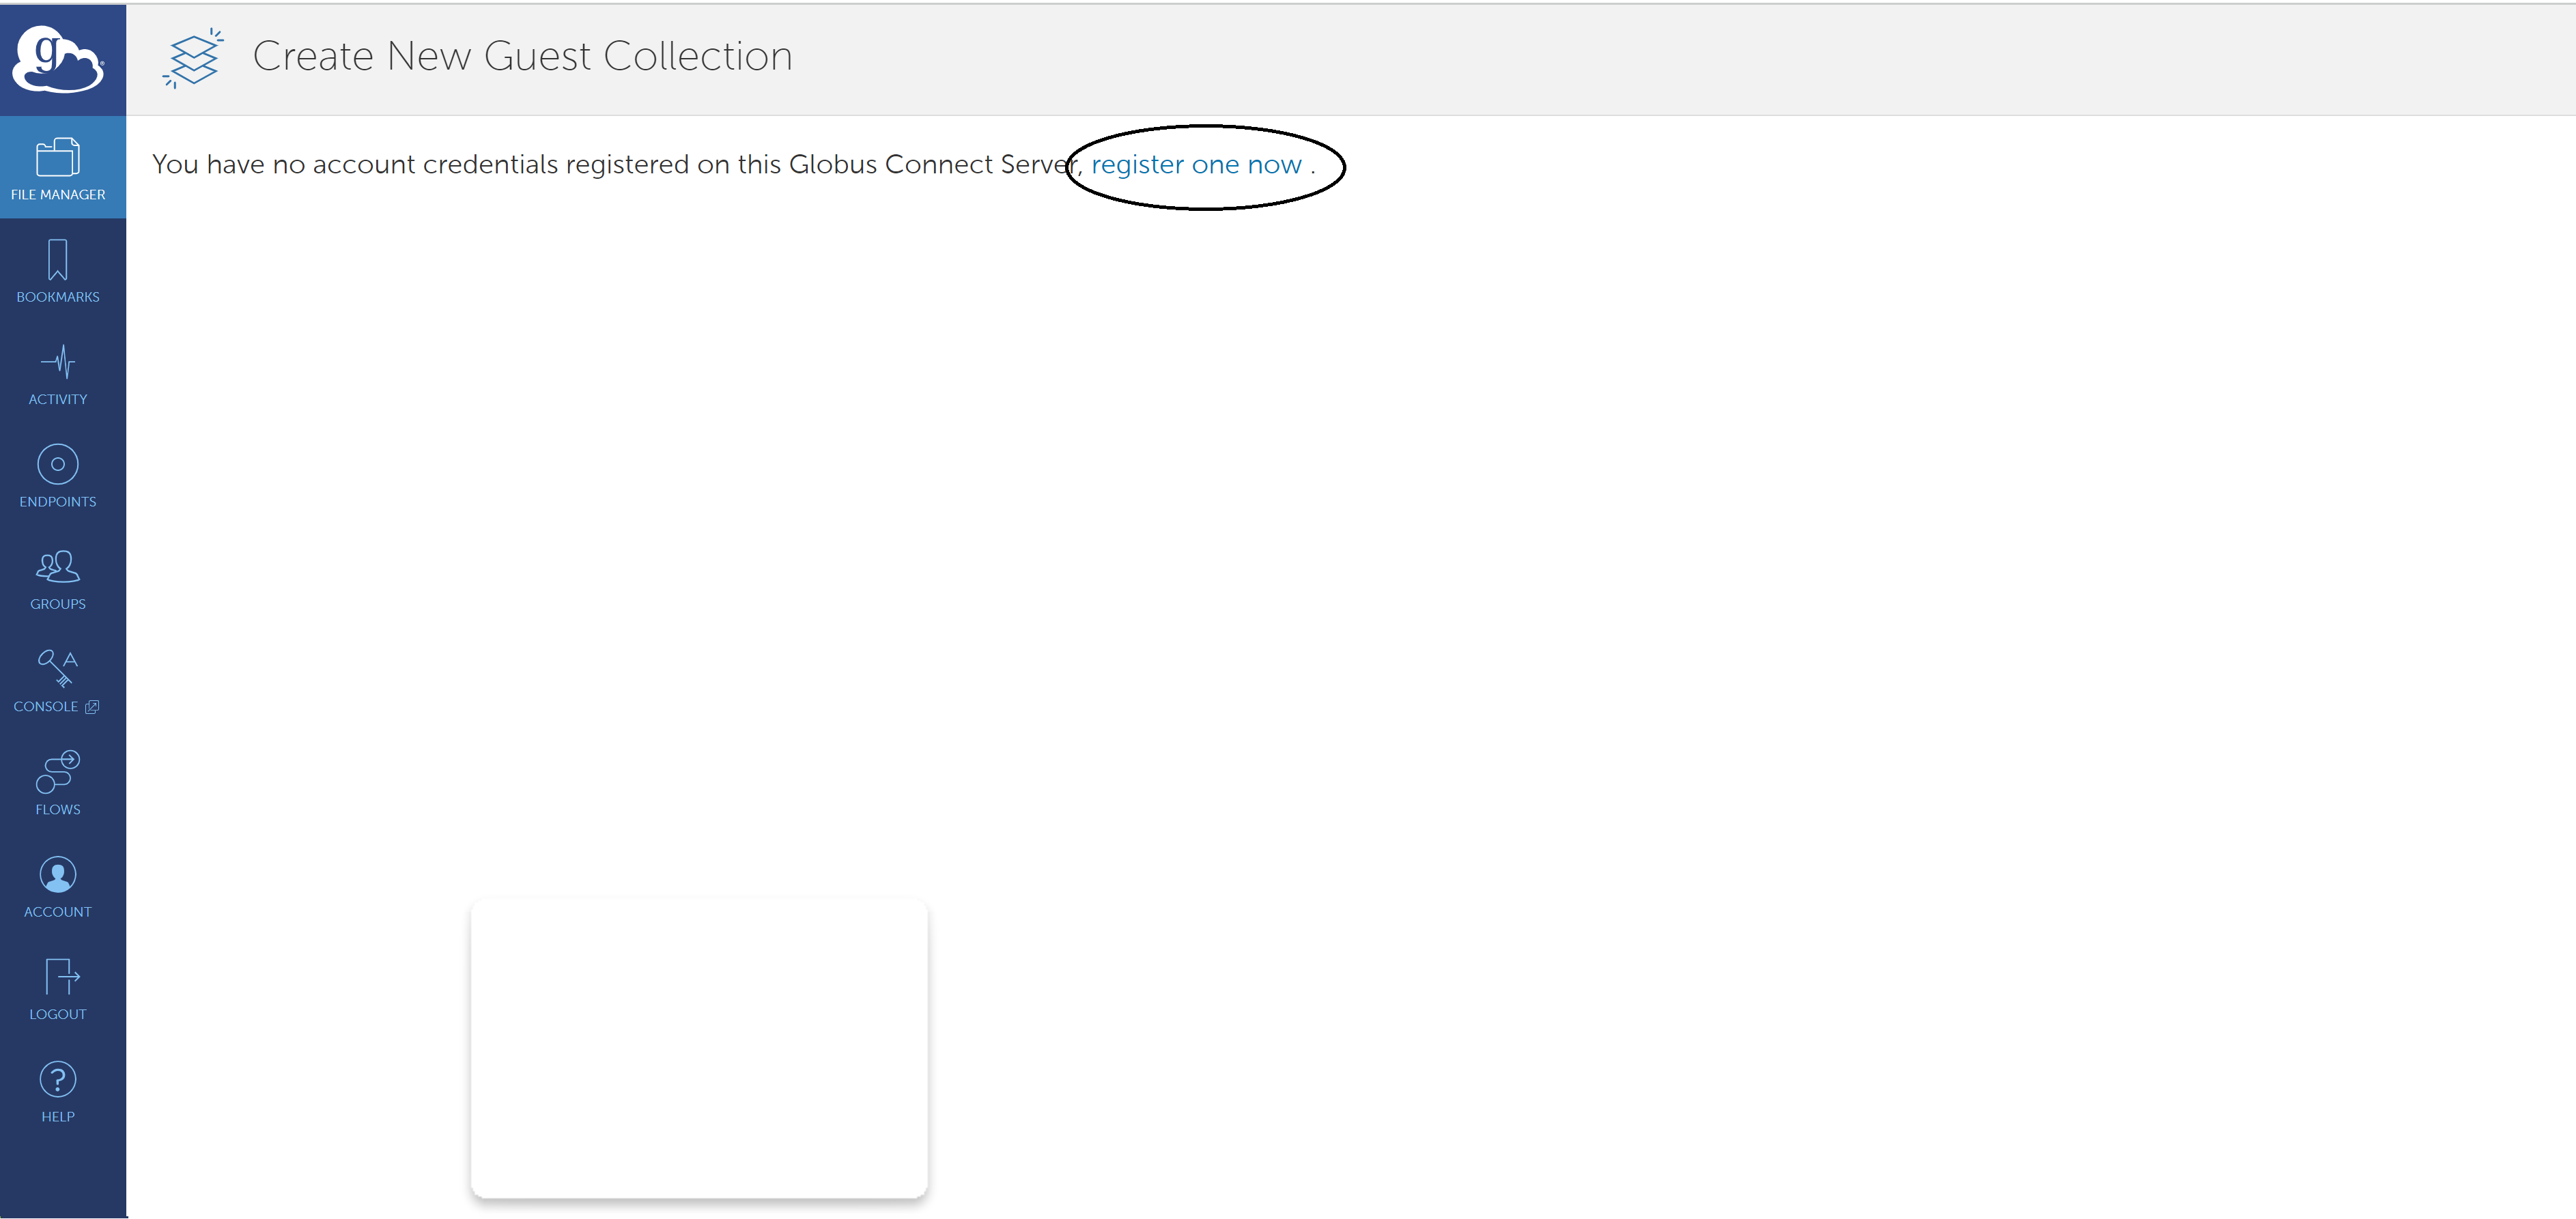 g
Create New Guest Collection
You have no account credentials registered on this Globus Connect Server, register one now .
FILE MANAGER
BOOKMARKS
ACTIVITY
ENDPOINTS
GROUPS
A
CONSOLE
FLOWS
ACCOUNT
LOGOUT
?
HELP